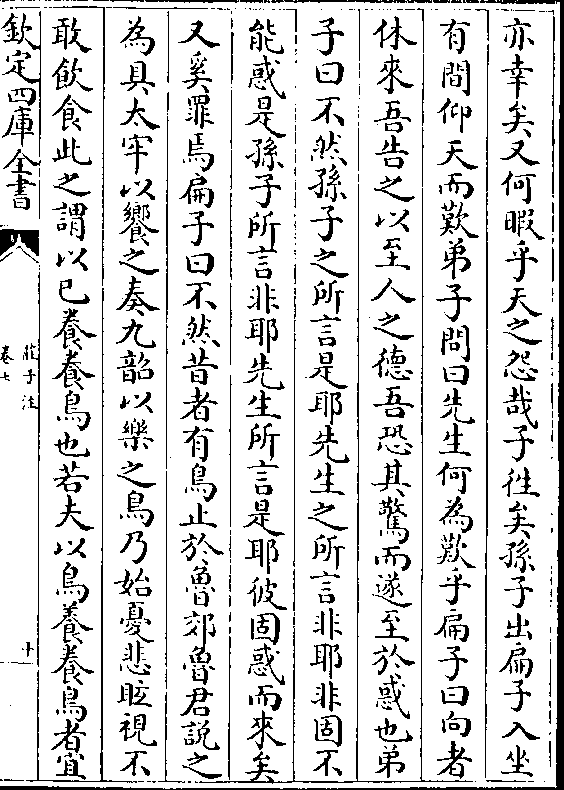 亦幸矣又何暇乎天之怨哉子徃矣孫子出扁子入坐
有間仰天而歎弟子問曰先生何為歎乎扁子曰向者
休來吾告之以至人之德吾恐其驚而遂至於惑也弟
子曰不然孫子之所言是耶先生之所言非耶非固不
能惑是孫子所言非耶先生所言是耶彼固惑而來矣
又奚罪焉扁子曰不然昔者有鳥止於魯郊魯君説之
為具太牢以饗之奏九韶以樂之鳥乃始憂悲眩視不
敢飲食此之謂以已養養鳥也若夫以鳥養養鳥者宜
欽定四庫全書
莊子注
卷七
十